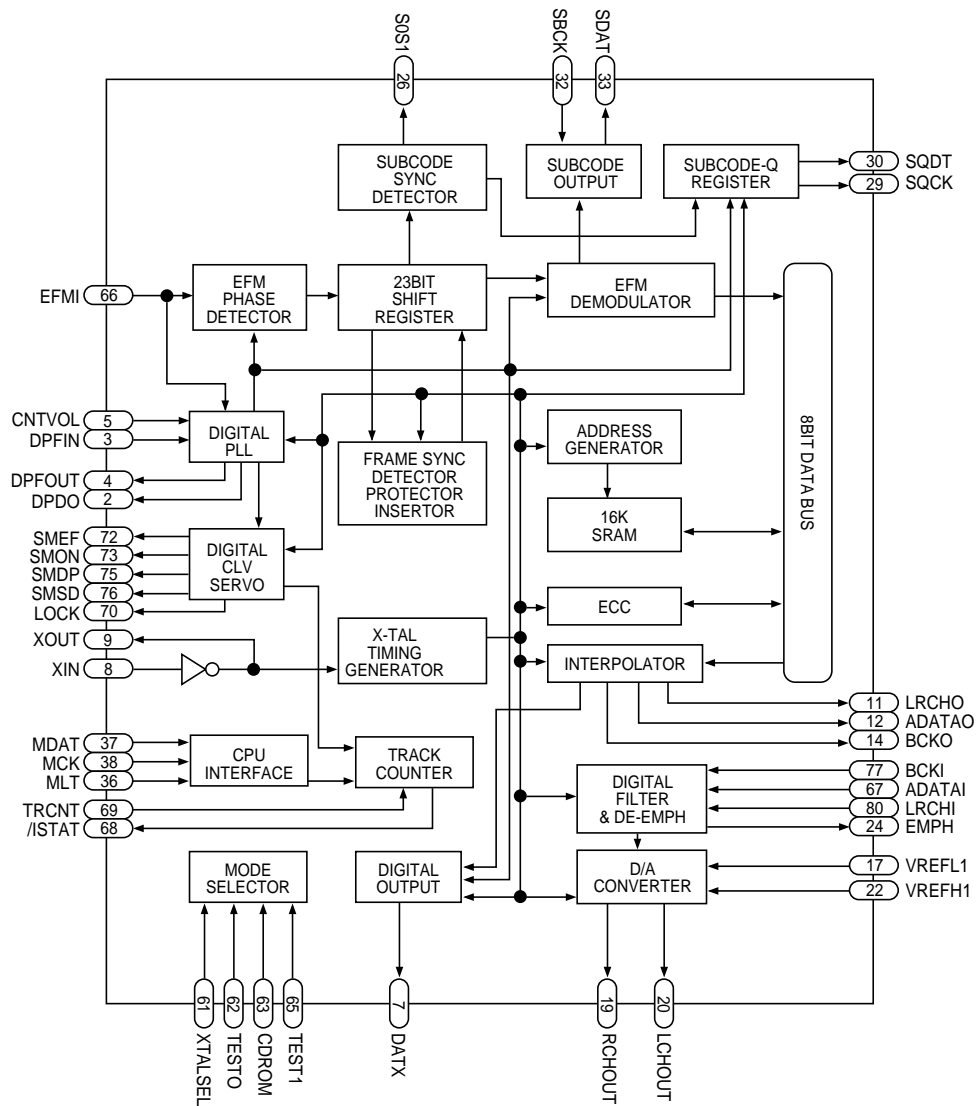 S0S1
SBCK
SDAT
26
32
33
SUBCODE
SYNC
DETECTOR
SUBCODE
OUTPUT
SUBCODE-Q
REGISTER
30 SQDT
29 SQCK
EFMI 66
EFM
PHASE
DETECTOR
23BIT
SHIFT
REGISTER
EFM
DEMODULATOR
8BIT DATA BUS
CNTVOL 5
DPFIN 3
DPFOUT 4
DPDO 2
DIGITAL
PLL
FRAME SYNC
DETECTOR
PROTECTOR
INSERTOR
ADDRESS
GENERATOR
16K
SRAM
SMEF 72
SMON 73
SMDP 75
SMSD 76
LOCK 70
DIGITAL
CLV
SERVO
ECC
XOUT 9
XIN 8
X-TAL
TIMING
GENERATOR
INTERPOLATOR
11 LRCHO
12 ADATAO
14 BCKO
MDAT 37
MCK 38
MLT 36
TRCNT 69
/ISTAT 68
CPU
INTERFACE
TRACK
COUNTER
DIGITAL
FILTER
& DE-EMPH
77 BCKI
67 ADATAI
80 LRCHI
24 EMPH
MODE
SELECTOR
DIGITAL
OUTPUT
D/A
CONVERTER
17 VREFL1
22 VREFH1
61
62
63
65
7
19
20
XTALSEL
TESTO
CDROM
TEST1
DATX
RCHOUT
LCHOUT